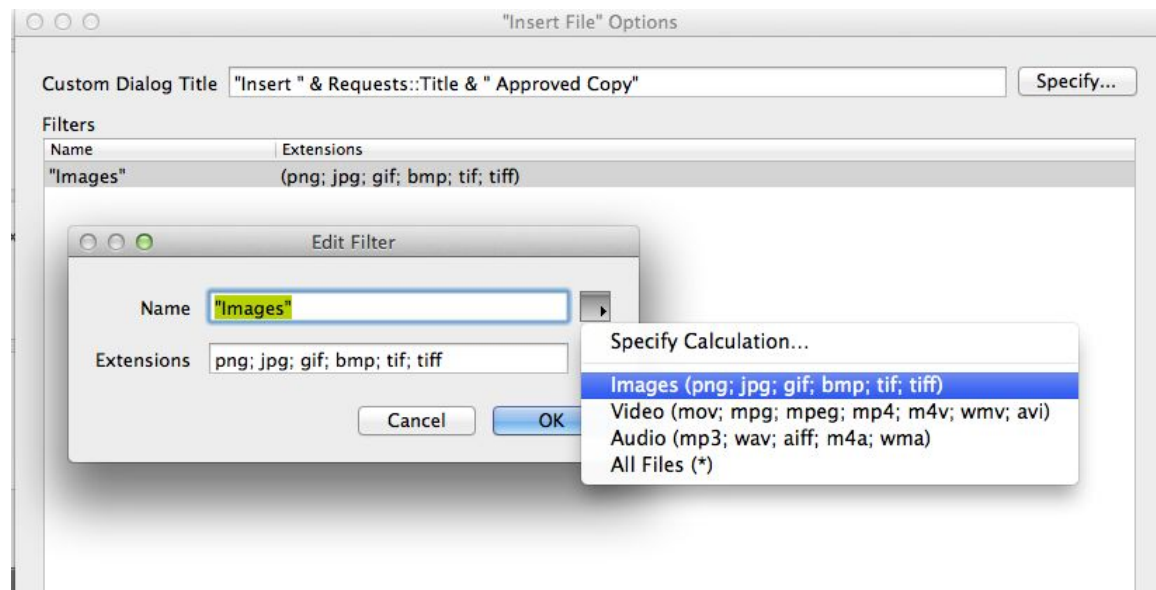 "Insert File" Options
Custom Dialog Title "Insert " & Requests::Title & " Approved Copy" Specify...
Filters
Name Extensions
"Images" (png; jpg; gif; bmp; tif; tiff)
Edit Filter
Name "Images"
Specify Calculation...
Extensions png; jpg; gif; bmp; tif; tiff
Images (png; jpg; gif; bmp; tif; tiff)
Video (mov; mpg; mpeg; mp4; m4v; wmv; avi)
Cancel OK
Audio (mp3; wav; aiff; m4a; wma)
All Files (*)